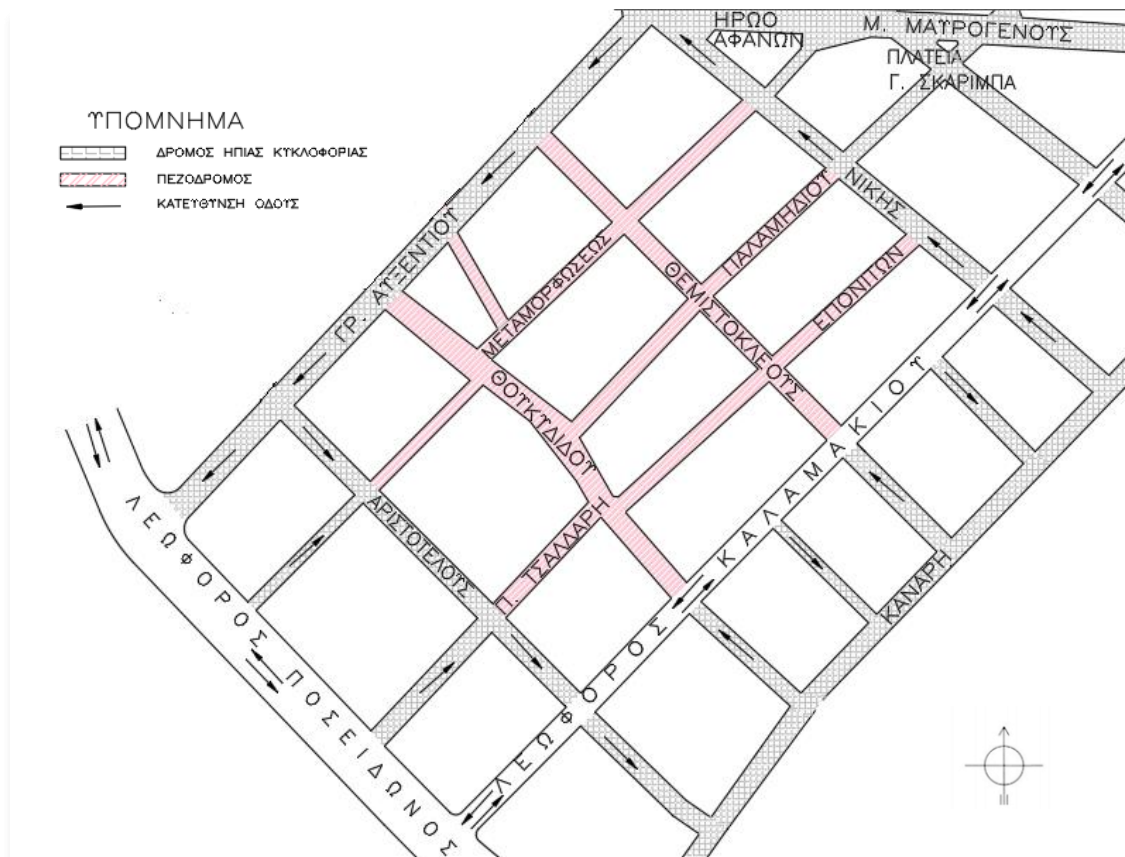 ΗΡΩΟ
ΑΦΑΝΩΝ
Μ. ΜΑΥΡΟΓΕΝΟΥΣ
ΠΛΑΤΕΙΑ
Γ. ΣΚΑΡΙΜΠΑ
ΥΠΟΜΝΗΜΑ
ΔΡΟΜΟΣ ΗΠΙΑΣ ΚΥΚΛΟΦΟΡΙΑΣ
ΠΕΖΟΔΡΟΜΟΣ
ΚΑΤΕΥΘΥΝΣΗ ΟΔΟΥΣ
ΝΙΚΗΣ
ΠΑΛΑΜΗΔΙΟΥ
ΓΡ. ΑΥΞΕΝΤΙΟΥ
ΜΕΤΑΜΟΡΦΩΣΕΩΣ
ΘΕΜΙΣΤΟΚΛΕΟΥΣ
ΕΠΟΝΙΤΩΝ
ΘΟΥΚΥΔΙΔΟΥ
ΛΕΩΦΟΡΟΣ ΚΑΛΑΜΑΚΙΟΥ
ΑΡΙΣΤΟΤΕΛΟΥΣ
Π. ΤΣΑΛΛΑΡΗ
ΚΑΝΑΡΗ
ΛΕΩΦΟΡΟΣ ΠΟΣΕΙΔΩΝΟΣ